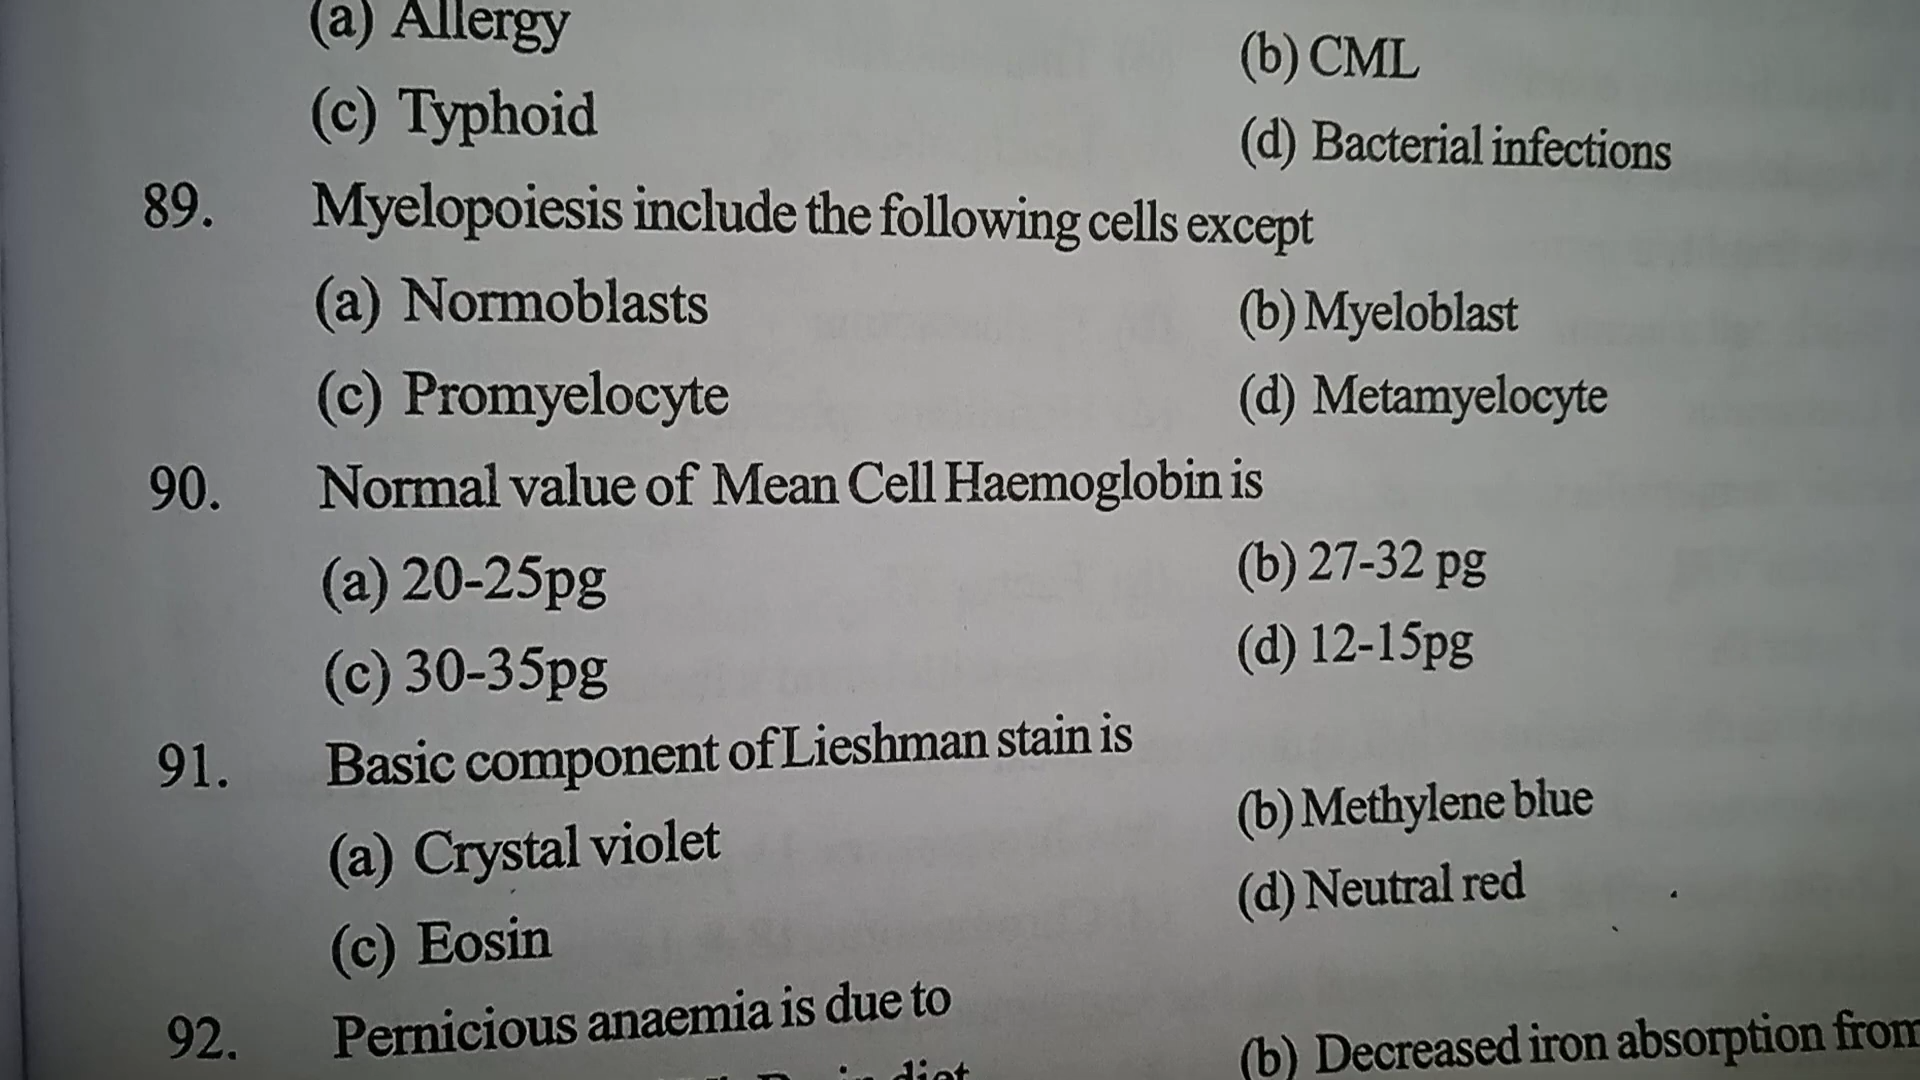 (a) Allergy
(b) CML
(c) Typhoid
(d) Bacterial infections
89. Myelopoiesis include the following cells except
(a) Normoblasts
(b) Myeloblast
(c) Promyelocyte
(d) Metamyelocyte
90. Normal value of Mean Cell Haemoglobin is
(a) 20-25pg
(b) 27-32 pg
(c) 30-35pg
(d) 12-15pg
91. Basic component of Lieshman stain is
(a) Crystal violet
(b) Methylene blue
(c) Eosin
(d) Neutral red
92. Pernicious anaemia is due to
in diet
(b) Decreased iron absorption from